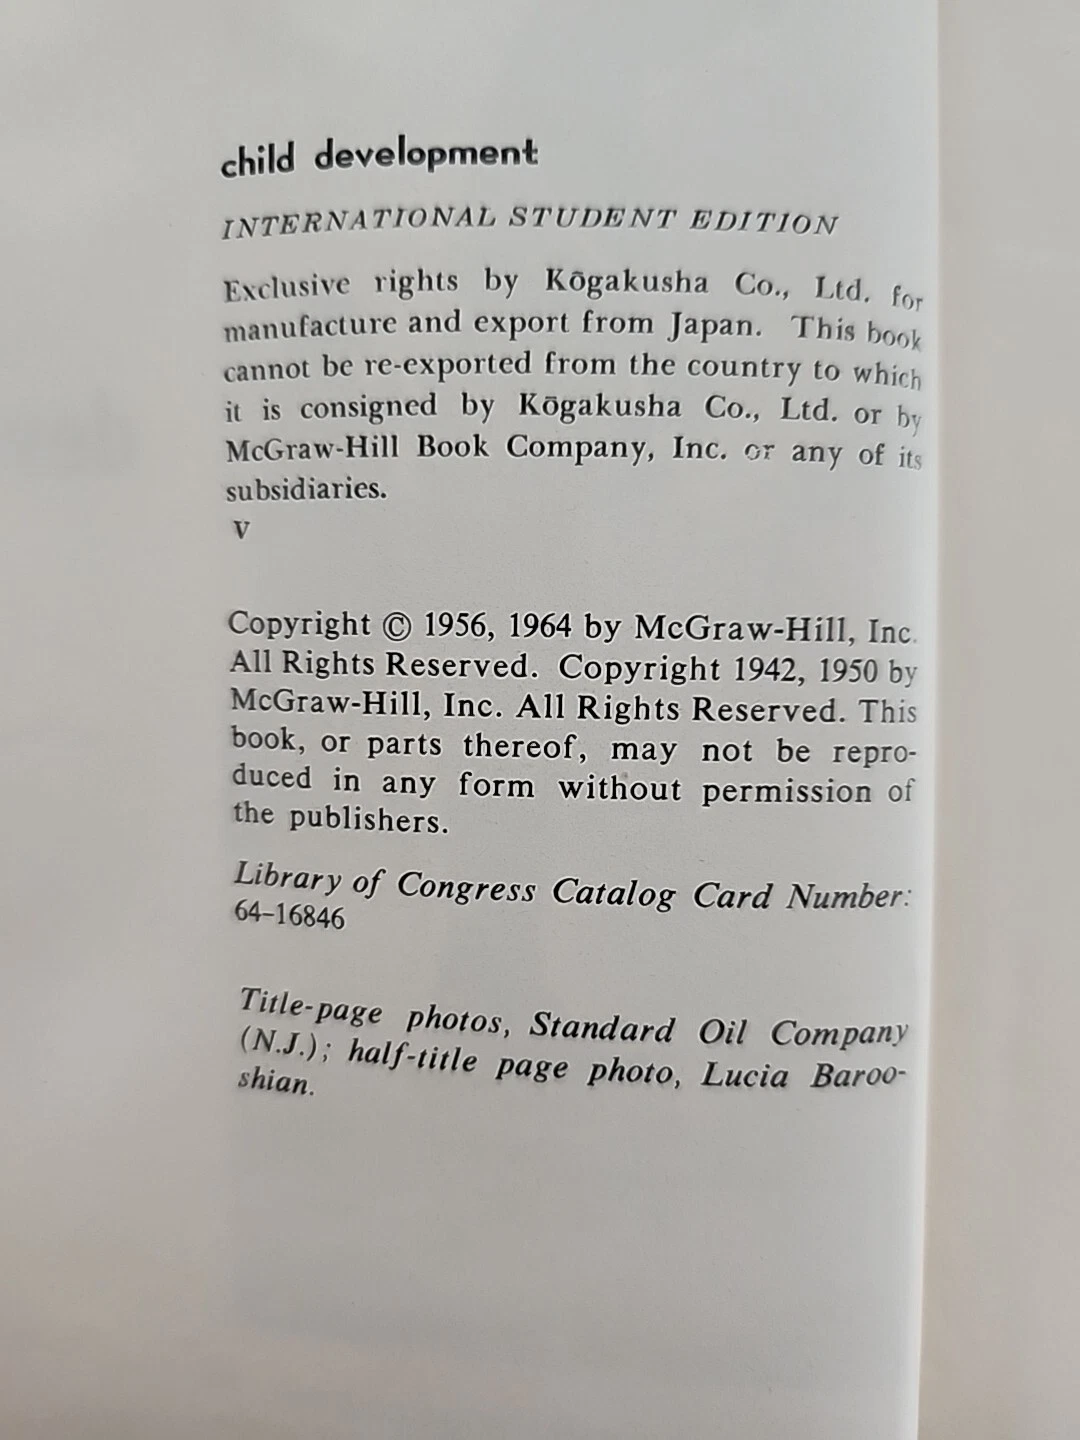 child development
INTERNATIONAL STUDENT EDITION
Exclusive rights by Kōgakusha Co., Ltd. for
manufacture and export from Japan. This book
cannot be re-exported from the country to which
it is consigned by Kōgakusha Co., Ltd. or by
McGraw-Hill Book Company, Inc. or any of its
subsidiaries.
V
Copyright © 1956, 1964 by McGraw-Hill, Inc.
All Rights Reserved. Copyright 1942, 1950 by
McGraw-Hill, Inc. All Rights Reserved. This
book, or parts thereof, may not be repro-
duced in any form without permission of
the publishers.
Library of Congress Catalog Card Number:
64-16846
Title-page photos, Standard Oil Company
(N.J.); half-title page photo, Lucia Baroo-
shian.